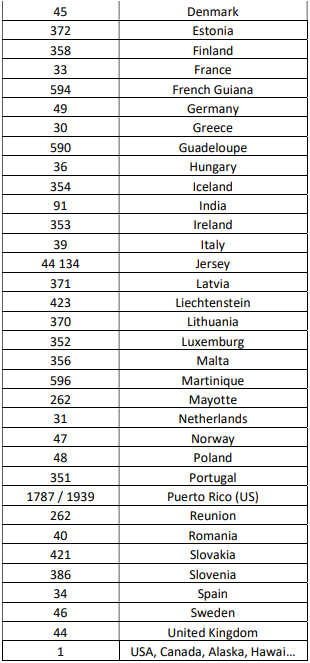 45 Denmark
372 Estonia
358 Finland
33 France
594 French Guiana
49 Germany
30 Greece
590 Guadeloupe
36 Hungary
354 Iceland
91 India
353 Ireland
39 Italy
44 134 Jersey
371 Latvia
423 Liechtenstein
370 Lithuania
352 Luxemburg
356 Malta
596 Martinique
262 Mayotte
31 Netherlands
47 Norway
48 Poland
351 Portugal
1787 / 1939 Puerto Rico (US)
262 Reunion
40 Romania
421 Slovakia
386 Slovenia
34 Spain
46 Sweden
44 United Kingdom
1 USA, Canada, Alaska, Hawai…